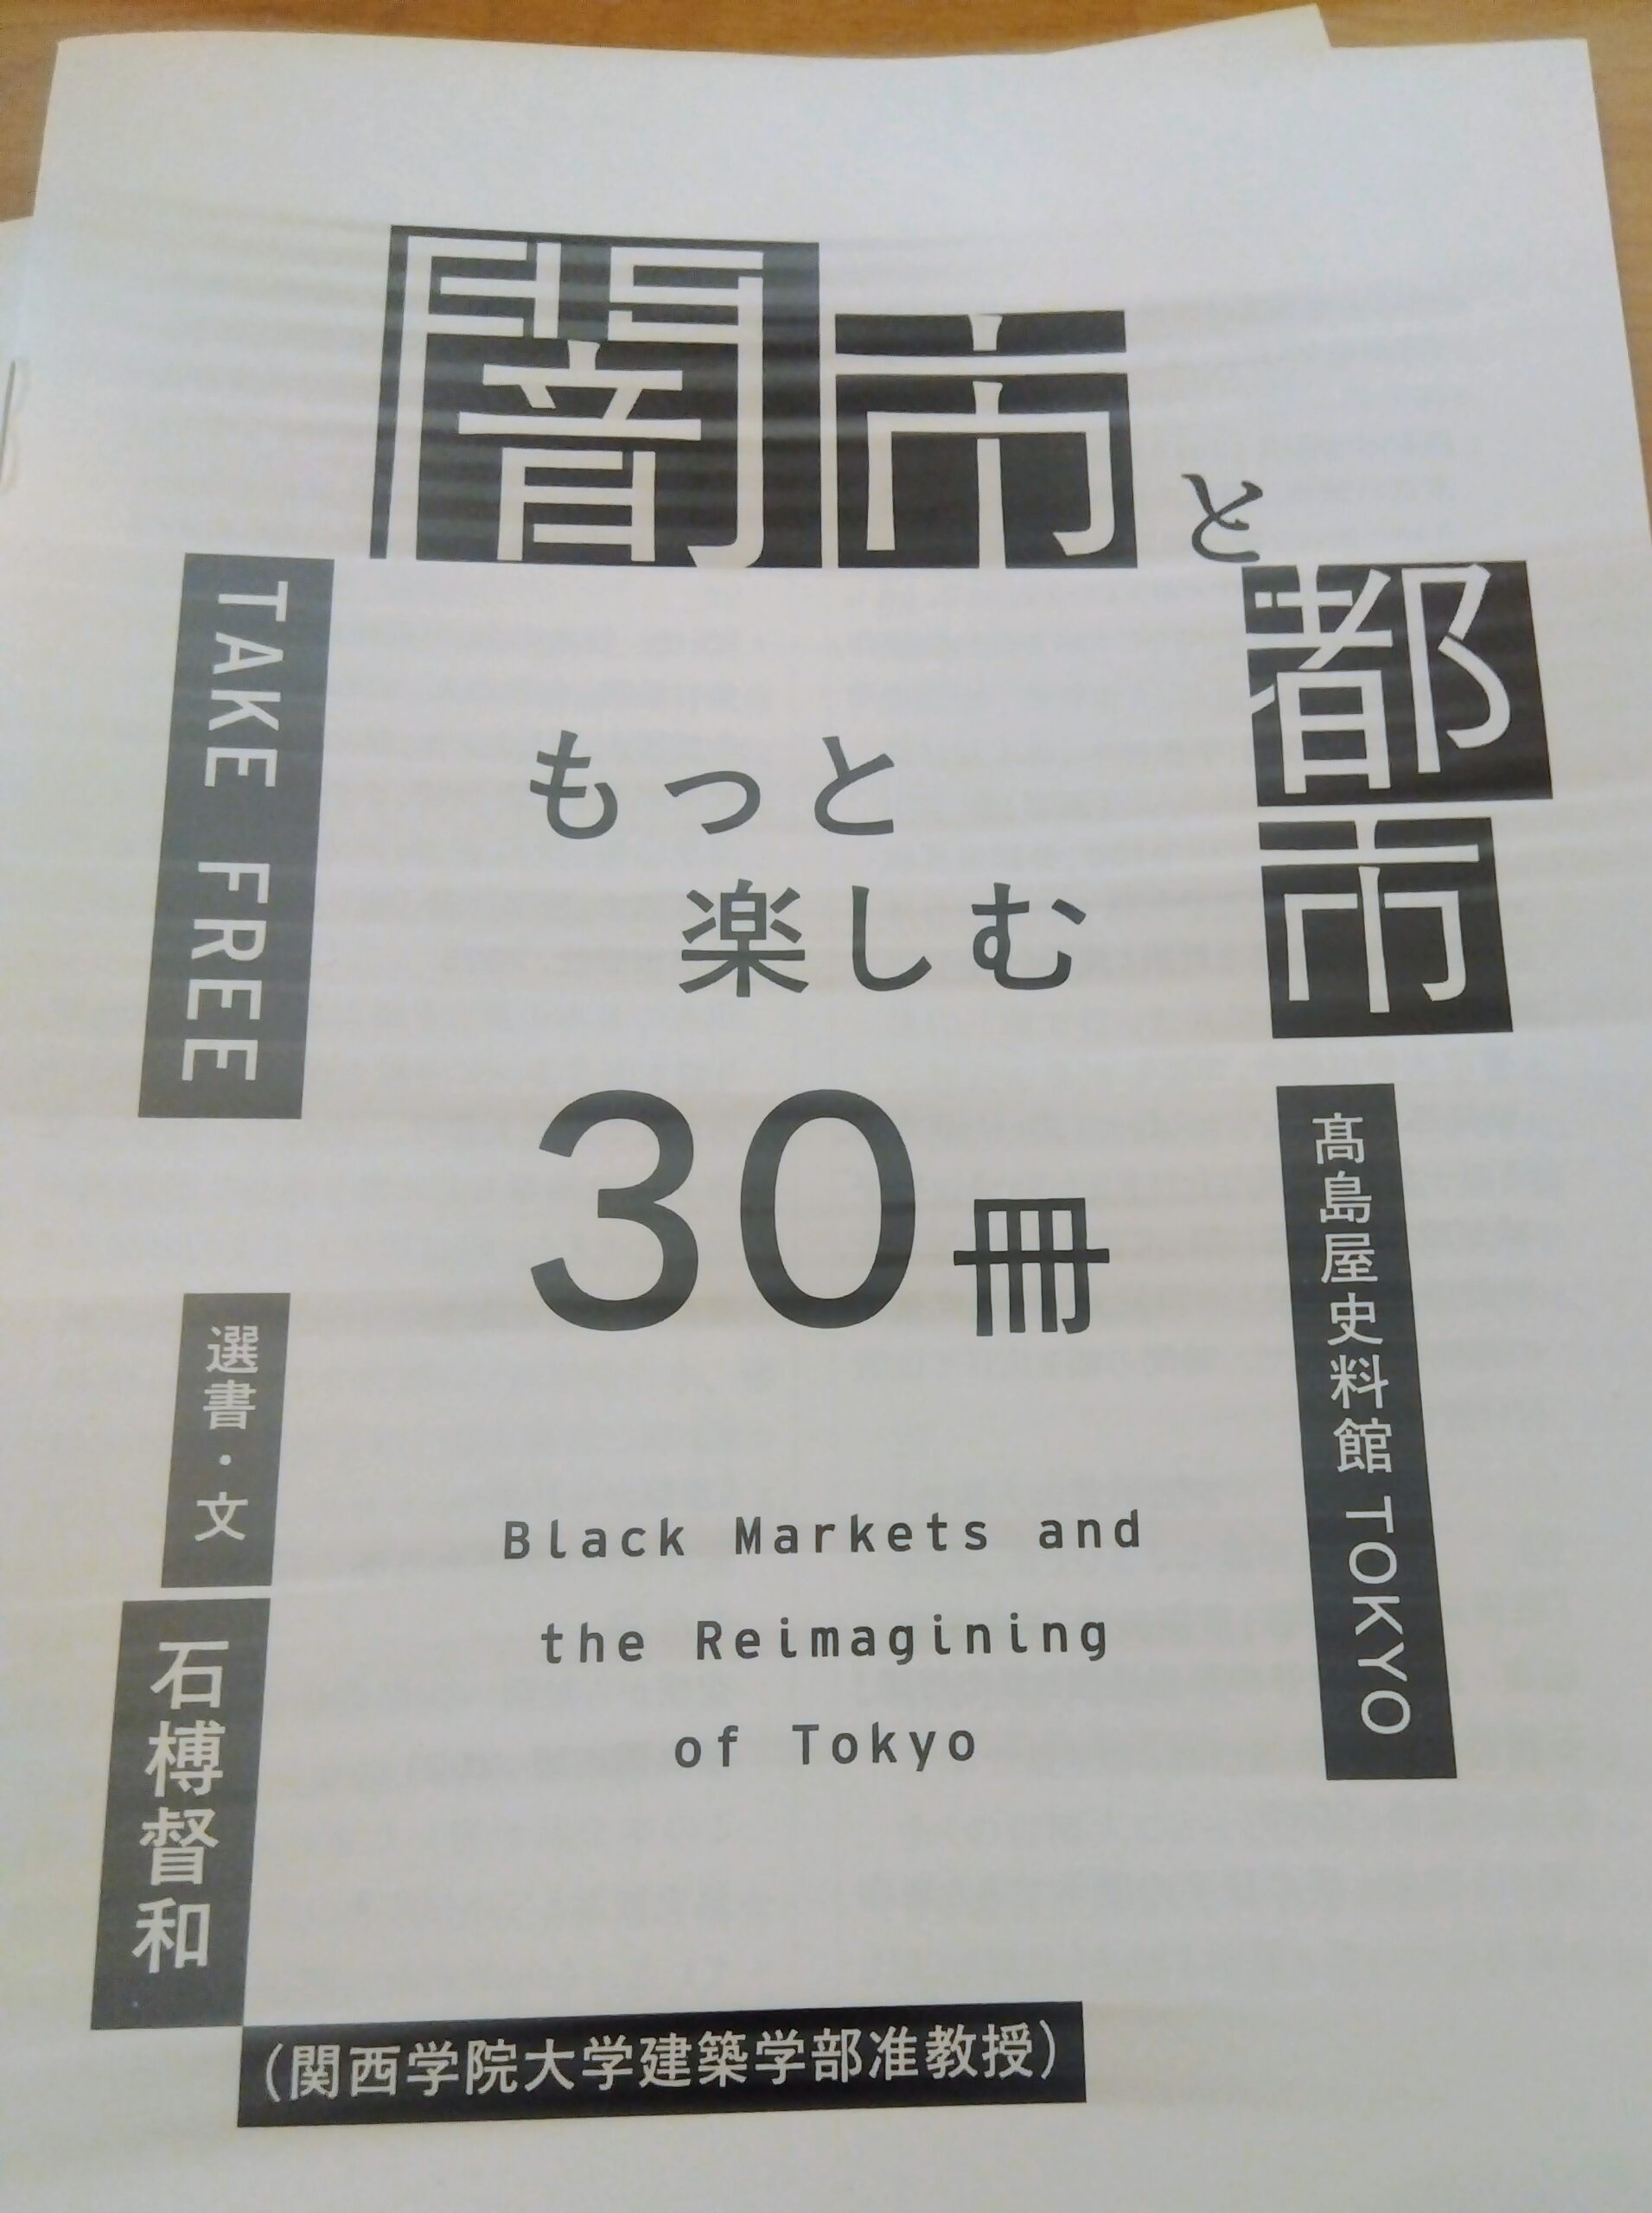 闇市と
都市
TAKE FREE
もっと
楽しむ
30冊
髙島屋史料館 TOKYO
選書・文
石榑督和
(関西学院大学建築学部准教授)
Black Markets and
the Reimagining
of Tokyo